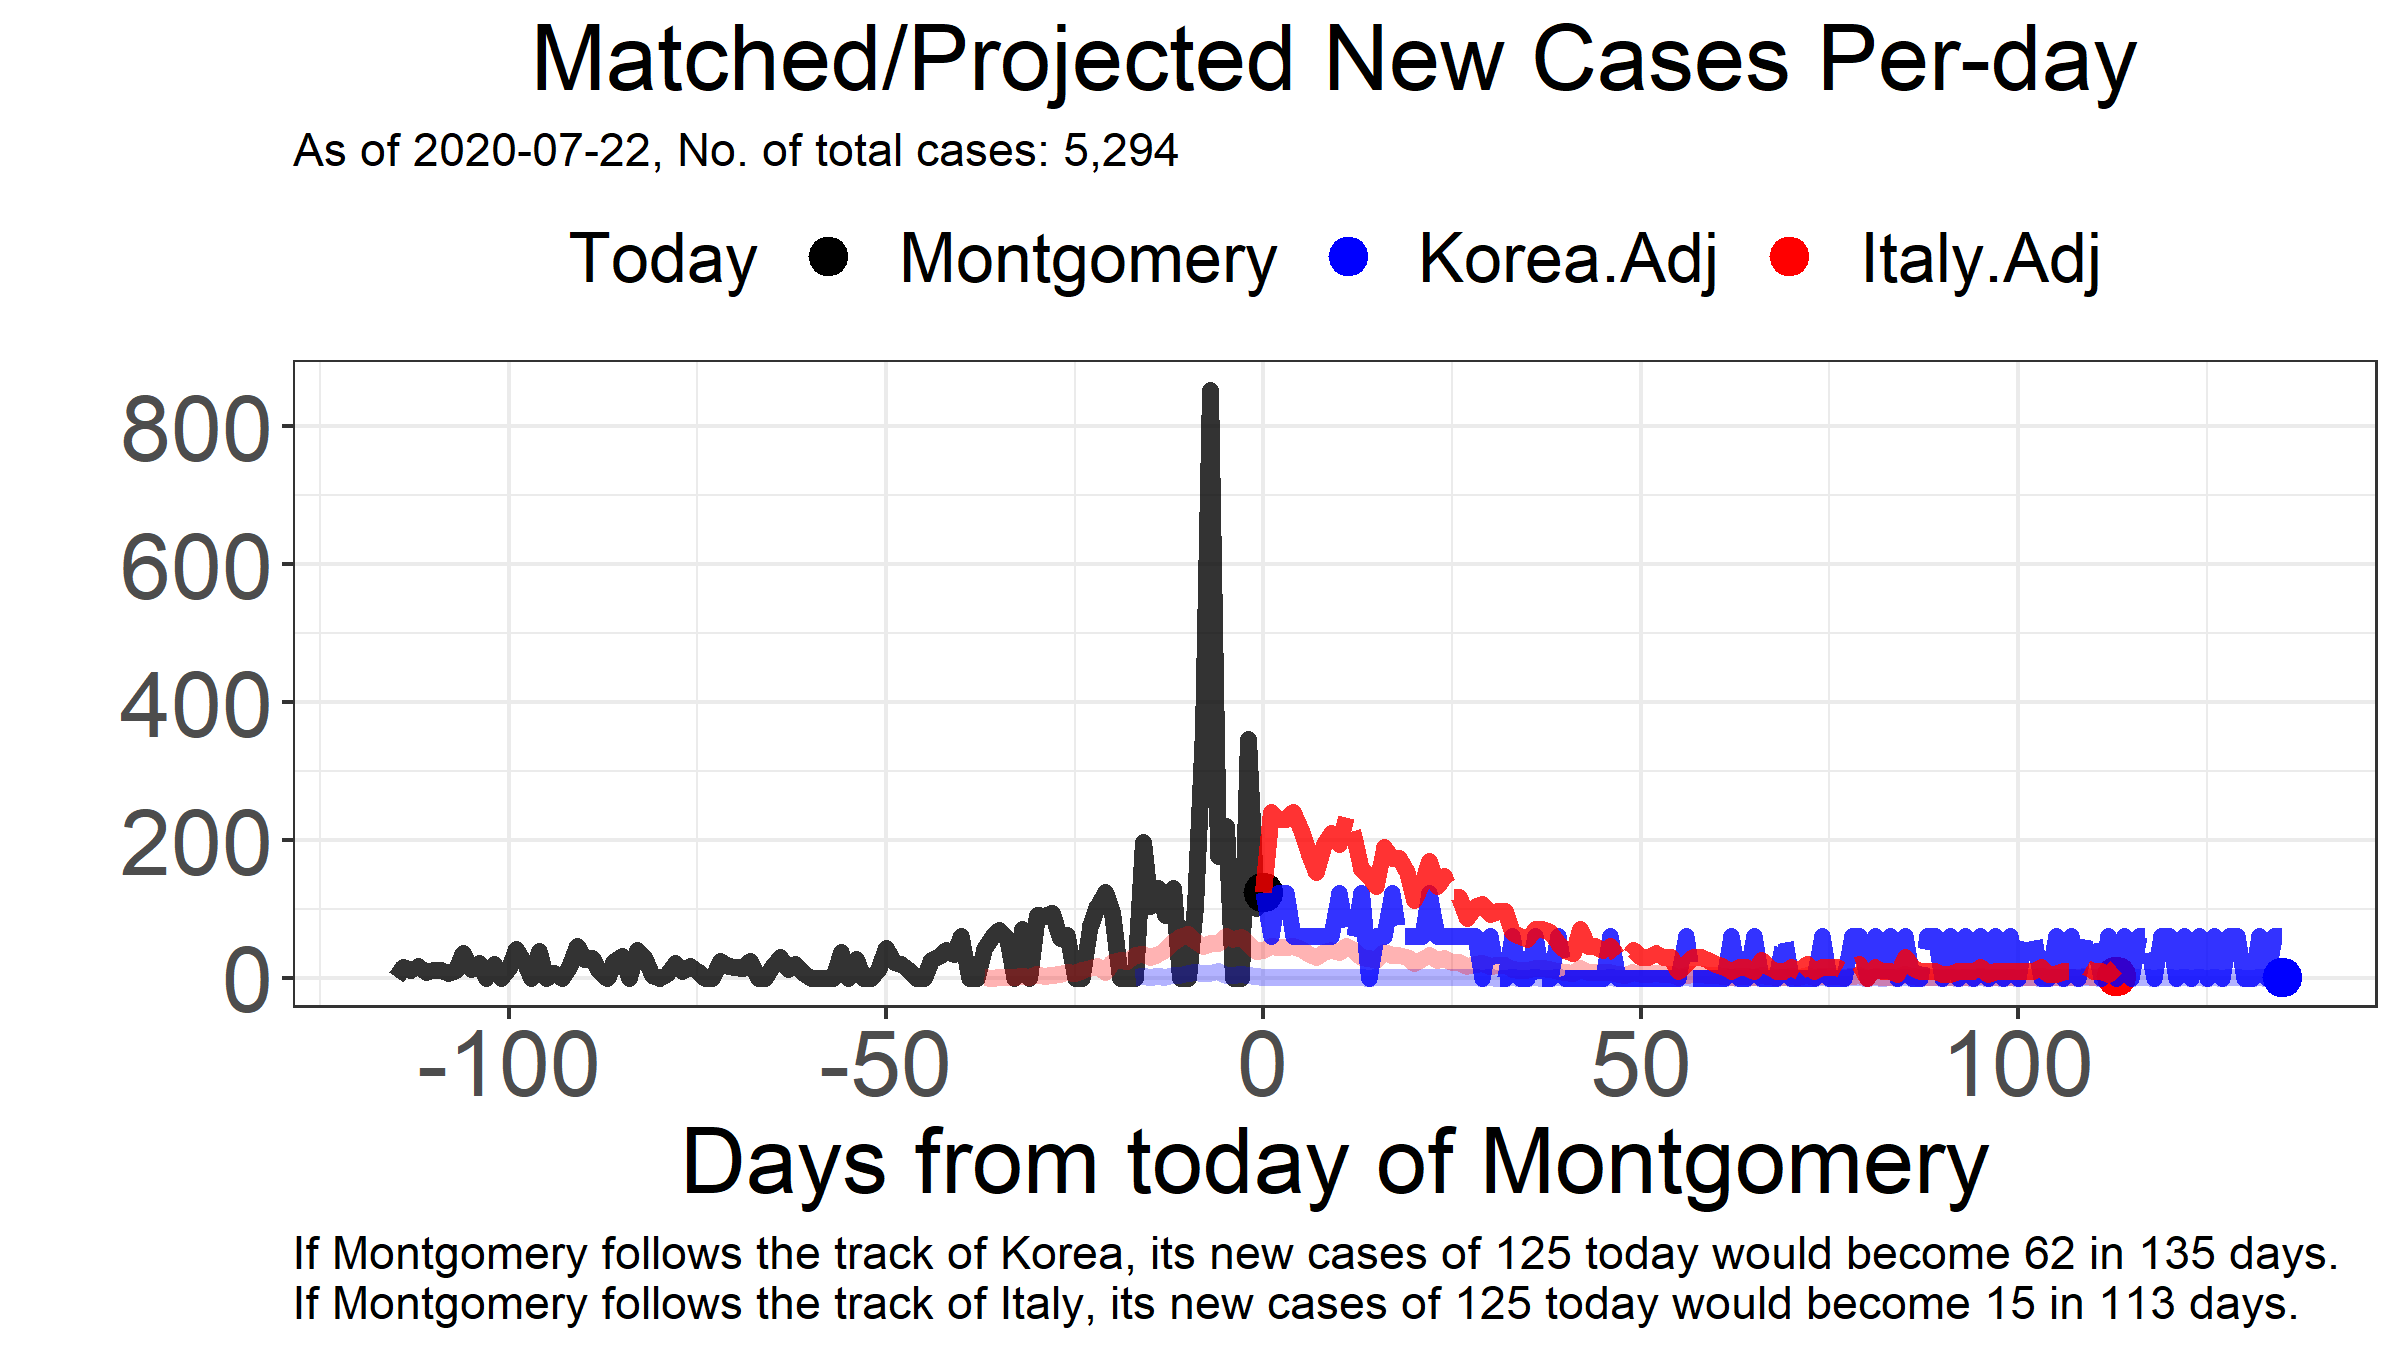 Matched/Projected New Cases Per-day
As of 2020-07-22, No. of total cases: 5,294
Today Montgomery Korea.Adj Italy.Adj
800
600
400
200
0
-100 -50 0 50 100
Days from today of Montgomery
If Montgomery follows the track of Korea, its new cases of 125 today would become 62 in 135 days.
If Montgomery follows the track of Italy, its new cases of 125 today would become 15 in 113 days.